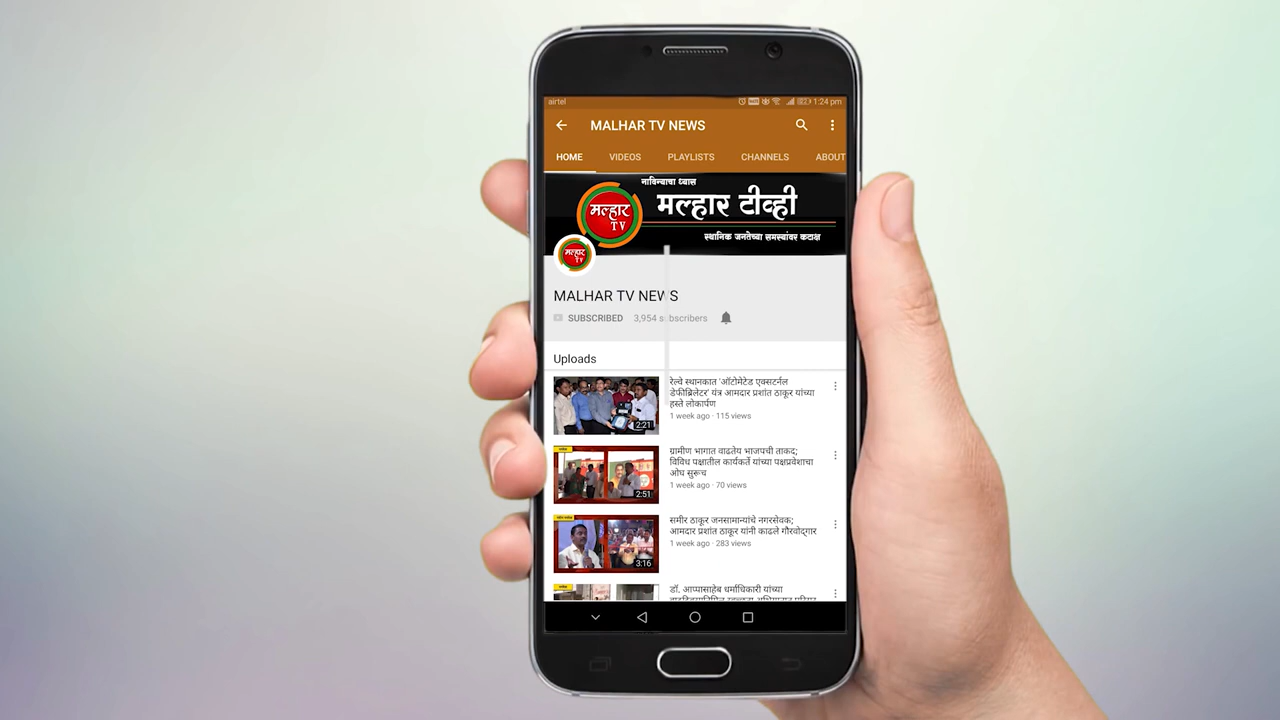 airtel 1:24 pm
MALHAR TV NEWS
HOME VIDEOS PLAYLISTS CHANNELS ABOUT
नाविन्याचा ध्यास
मल्हार टीव्ही
मल्हार
TV
स्थानिक जनतेच्या समस्यांवर कटाक्ष
मल्हार
TV
MALHAR TV NEWS
SUBSCRIBED 3,954 subscribers
Uploads
रेल्वे स्थानकात 'ऑटोमेटेड एक्सटर्नल
डेफीब्रिलेटर' यंत्र आमदार प्रशांत ठाकूर यांच्या
हस्ते लोकार्पण
1 week ago · 115 views
2:21
ग्रामीण भागात वाढतेय भाजपची ताकद;
विविध पक्षातील कार्यकर्ते यांच्या पक्षप्रवेशाचा
ओघ सुरूच
1 week ago · 70 views
2:51
समीर ठाकूर जनसामान्यांचे नगरसेवक;
आमदार प्रशांत ठाकूर यांनी काढले गौरवोद्गार
1 week ago · 283 views
3:16
डॉ. आप्पासाहेब धर्माधिकारी यांच्या